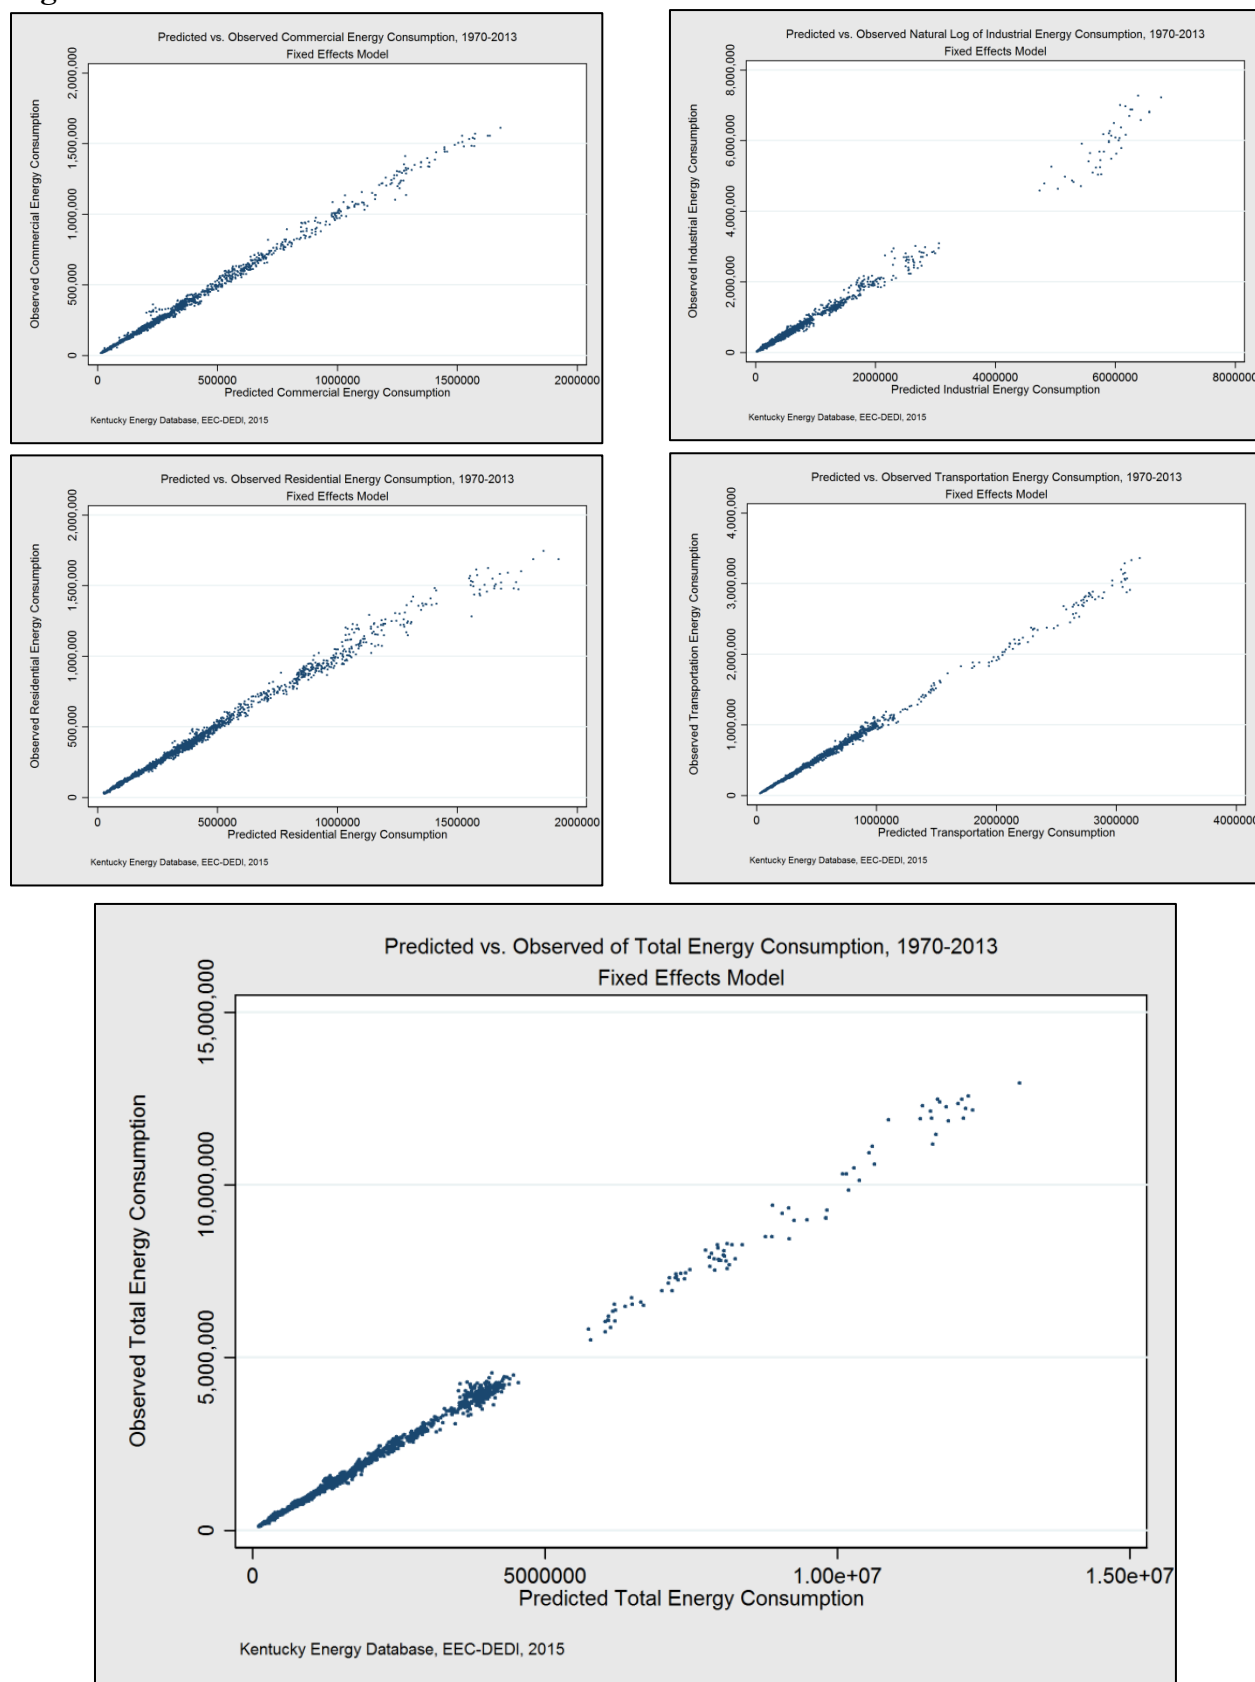 Predicted vs. Observed Commercial Energy Consumption, 1970-2013
Fixed Effects Model
Observed Commercial Energy Consumption
2,000,000
1,500,000
1,000,000
500,000
0
0 500000 1000000 1500000 2000000
Predicted Commercial Energy Consumption
Kentucky Energy Database, EEC-DEDI, 2015
Predicted vs. Observed Natural Log of Industrial Energy Consumption, 1970-2013
Fixed Effects Model
Observed Industrial Energy Consumption
8,000,000
6,000,000
4,000,000
2,000,000
0
0 2000000 4000000 6000000 8000000
Predicted Industrial Energy Consumption
Kentucky Energy Database, EEC-DEDI, 2015
Predicted vs. Observed Residential Energy Consumption, 1970-2013
Fixed Effects Model
Observed Residential Energy Consumption
2,000,000
1,500,000
1,000,000
500,000
0
0 500000 1000000 1500000 2000000
Predicted Residential Energy Consumption
Kentucky Energy Database, EEC-DEDI, 2015
Predicted vs. Observed Transportation Energy Consumption, 1970-2013
Fixed Effects Model
Observed Transportation Energy Consumption
4,000,000
3,000,000
2,000,000
1,000,000
0
0 1000000 2000000 3000000 4000000
Predicted Transportation Energy Consumption
Kentucky Energy Database, EEC-DEDI, 2015
Predicted vs. Observed of Total Energy Consumption, 1970-2013
Fixed Effects Model
Observed Total Energy Consumption
15,000,000
10,000,000
5,000,000
0
0 5000000 1.00e+07 1.50e+07
Predicted Total Energy Consumption
Kentucky Energy Database, EEC-DEDI, 2015